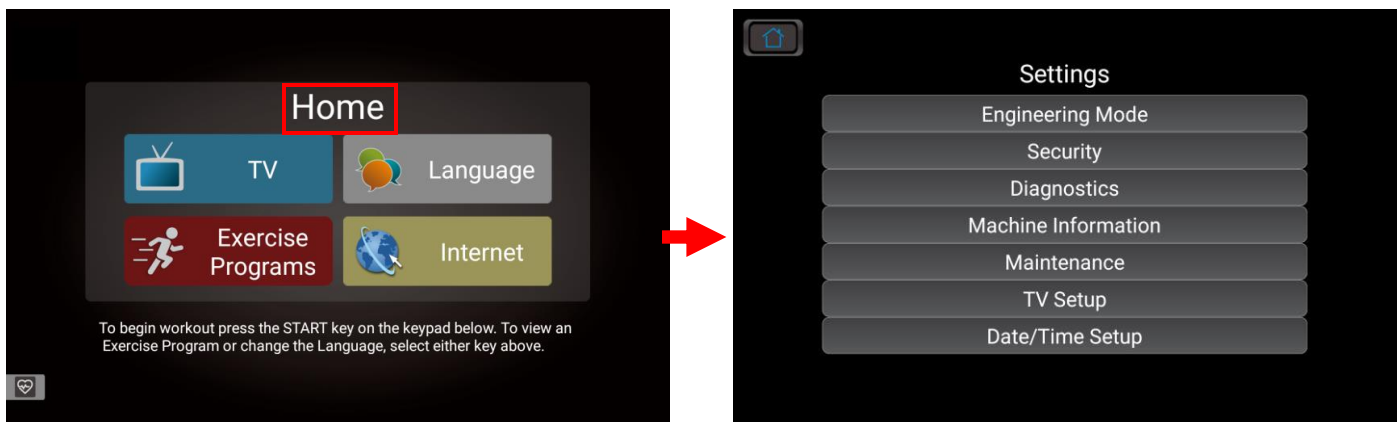 Home
TV
Language
Exercise
Programs
Internet
To begin workout press the START key on the keypad below. To view an
Exercise Program or change the Language, select either key above.
Settings
Engineering Mode
Security
Diagnostics
Machine Information
Maintenance
TV Setup
Date/Time Setup